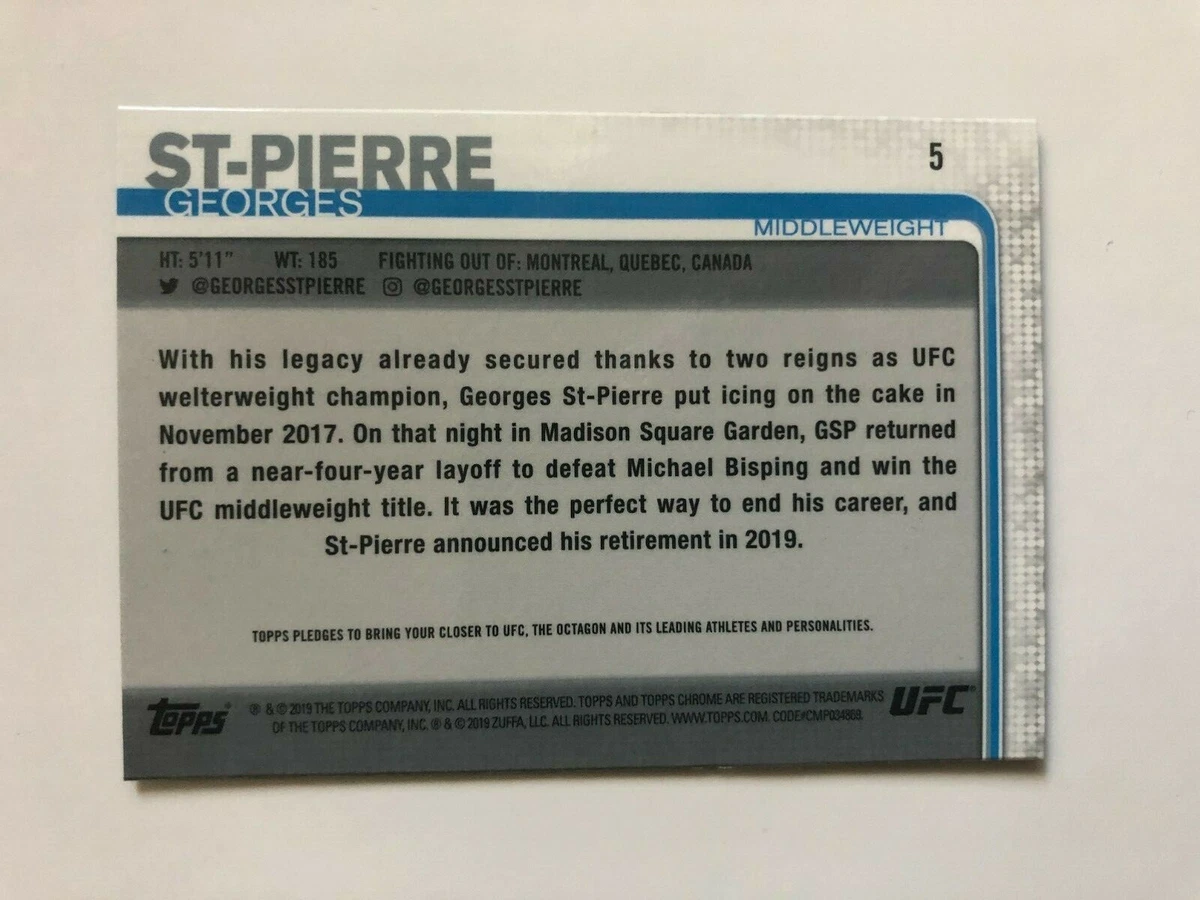 ST-PIERRE
5
GEORGES
MIDDLEWEIGHT
HT: 5'11" WT: 185 FIGHTING OUT OF: MONTREAL, QUEBEC, CANADA
@GEORGESSTPIERRE @GEORGESSTPIERRE
With his legacy already secured thanks to two reigns as UFC
welterweight champion, Georges St-Pierre put icing on the cake in
November 2017. On that night in Madison Square Garden, GSP returned
from a near-four-year layoff to defeat Michael Bisping and win the
UFC middleweight title. It was the perfect way to end his career, and
St-Pierre announced his retirement in 2019.
TOPPS PLEDGES TO BRING YOUR CLOSER TO UFC, THE OCTAGON AND ITS LEADING ATHLETES AND PERSONALITIES.
topps ® & © 2019 THE TOPPS COMPANY, INC. ALL RIGHTS RESERVED. TOPPS AND TOPPS CHROME ARE REGISTERED TRADEMARKS UFC
OF THE TOPPS COMPANY, INC. ® & © 2019 ZUFFA, LLC. ALL RIGHTS RESERVED. WWW.TOPPS.COM.